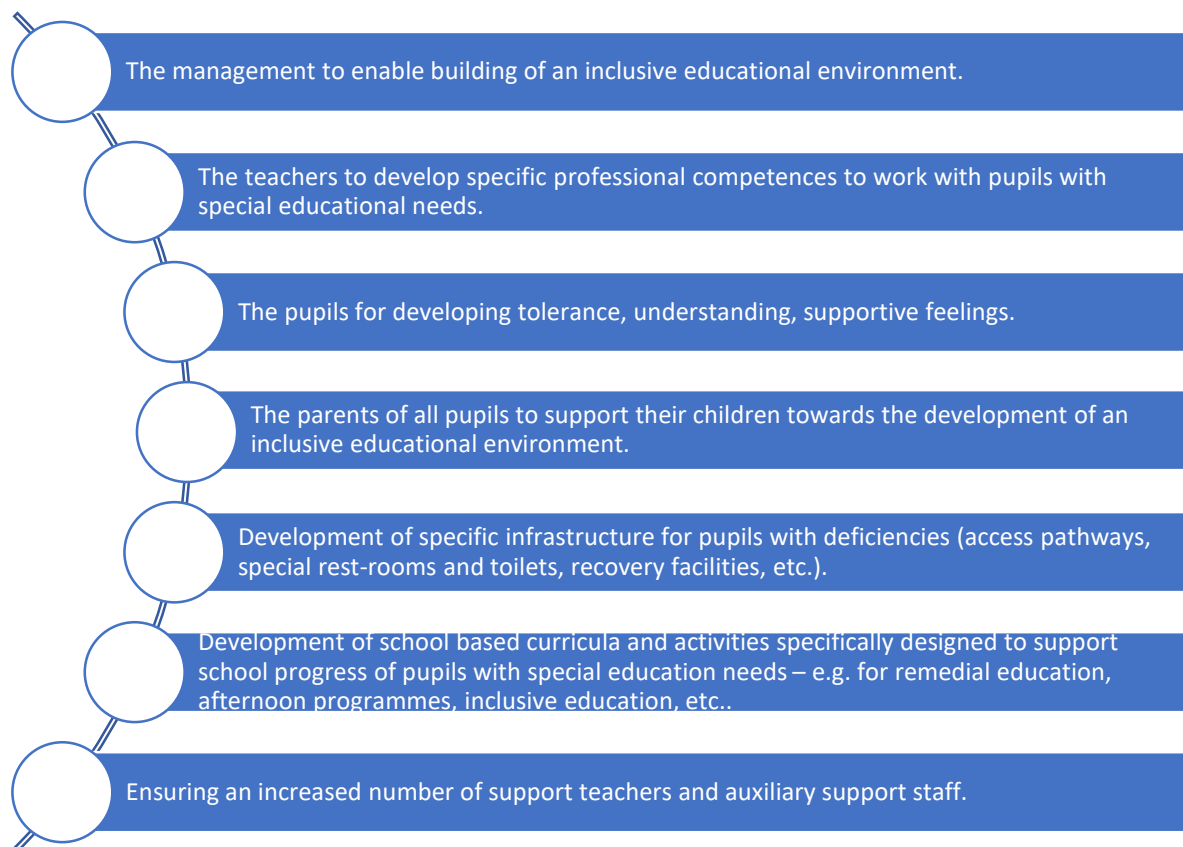 The management to enable building of an inclusive educational environment.
The teachers to develop specific professional competences to work with pupils with
special educational needs.
The pupils for developing tolerance, understanding, supportive feelings.
The parents of all pupils to support their children towards the development of an
inclusive educational environment.
Development of specific infrastructure for pupils with deficiencies (access pathways,
special rest-rooms and toilets, recovery facilities, etc.).
Development of school based curricula and activities specifically designed to support
school progress of pupils with special education needs – e.g. for remedial education,
afternoon programmes, inclusive education, etc..
Ensuring an increased number of support teachers and auxiliary support staff.